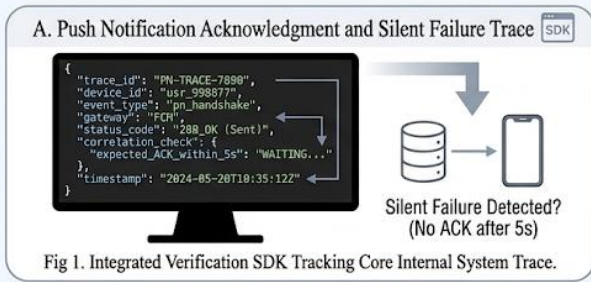 A. Push Notification Acknowledgment and Silent Failure Trace
SDK
{
"trace_id": "PN-TRACE-7890",
"device_id": "usr_998877",
"event_type": "pn_handshake",
"gateway": "FCM",
"status_code": "200_OK (Sent)",
"correlation_check": {
"expected_ACK_within_5s": "WAITING..."
},
"timestamp": "2024-05-20T10:35:12Z"
}
Silent Failure Detected?
(No ACK after 5s)
Fig 1. Integrated Verification SDK Tracking Core Internal System Trace.